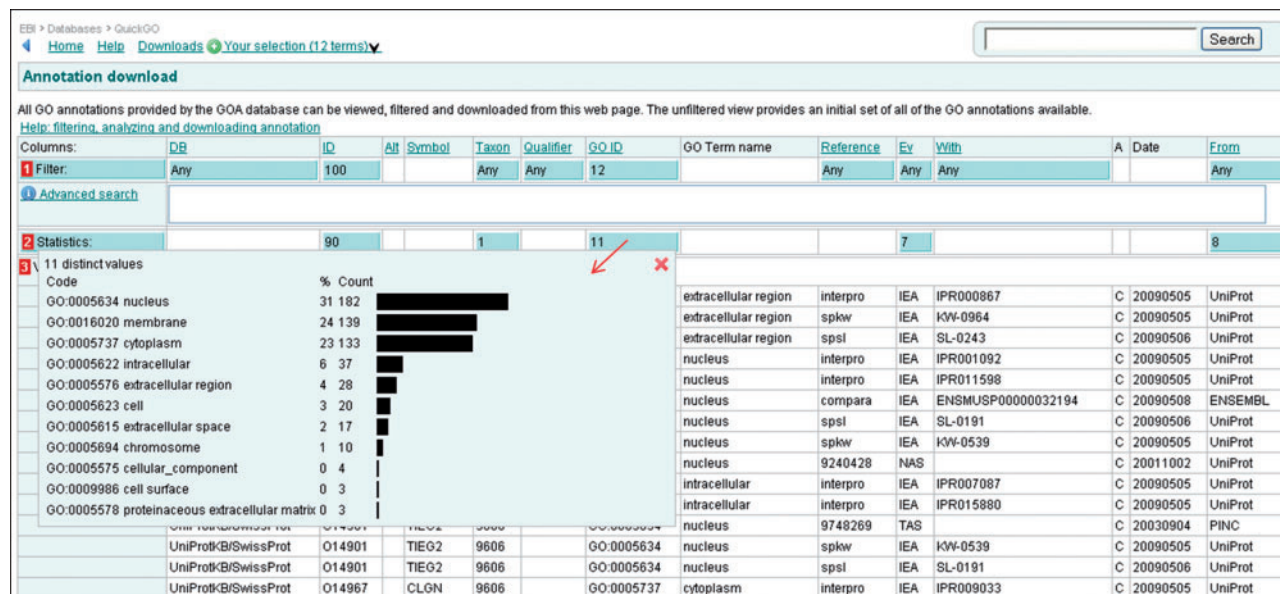 EBI > Databases > QuickGO
Home Help Downloads Your selection (12 terms)
Search
Annotation download
All GO annotations provided by the GOA database can be viewed, filtered and downloaded from this web page. The unfiltered view provides an initial set of all of the GO annotations available.
Help: filtering, analyzing and downloading annotation
Columns: DB ID Alt Symbol Taxon Qualifier GO ID GO Term name Reference Ev With A Date From
1 Filter: Any 100 Any Any 12 Any Any Any Any
Advanced search
2 Statistics: 90 1 11 7 8
3
11 distinct values
Code % Count
GO:0005634 nucleus 31 182
GO:0016020 membrane 24 139
GO:0005737 cytoplasm 23 133
GO:0005622 intracellular 6 37
GO:0005576 extracellular region 4 28
GO:0005623 cell 3 20
GO:0005615 extracellular space 2 17
GO:0005694 chromosome 1 10
GO:0005575 cellular_component 0 4
GO:0009986 cell surface 0 3
GO:0005578 proteinaceous extracellular matrix 0 3
extracellular region interpro IEA IPR000867 C 20090505 UniProt
extracellular region spkw IEA KW-0964 C 20090505 UniProt
extracellular region spsl IEA SL-0243 C 20090506 UniProt
nucleus interpro IEA IPR001092 C 20090505 UniProt
nucleus interpro IEA IPR011598 C 20090505 UniProt
nucleus compara IEA ENSMUSP00000032194 C 20090508 ENSEMBL
nucleus spsl IEA SL-0191 C 20090506 UniProt
nucleus spkw IEA KW-0539 C 20090505 UniProt
nucleus 9240428 NAS C 20011002 UniProt
intracellular interpro IEA IPR007087 C 20090505 UniProt
intracellular interpro IEA IPR015880 C 20090505 UniProt
nucleus 9748269 TAS C 20030904 PINC
UniProtKB/SwissProt O14901 TIEG2 9606 GO:0005634 nucleus spkw IEA KW-0539 C 20090505 UniProt
UniProtKB/SwissProt O14901 TIEG2 9606 GO:0005634 nucleus spsl IEA SL-0191 C 20090506 UniProt
UniProtKB/SwissProt O14967 CLGN 9606 GO:0005737 cytoplasm interpro IEA IPR009033 C 20090505 UniProt